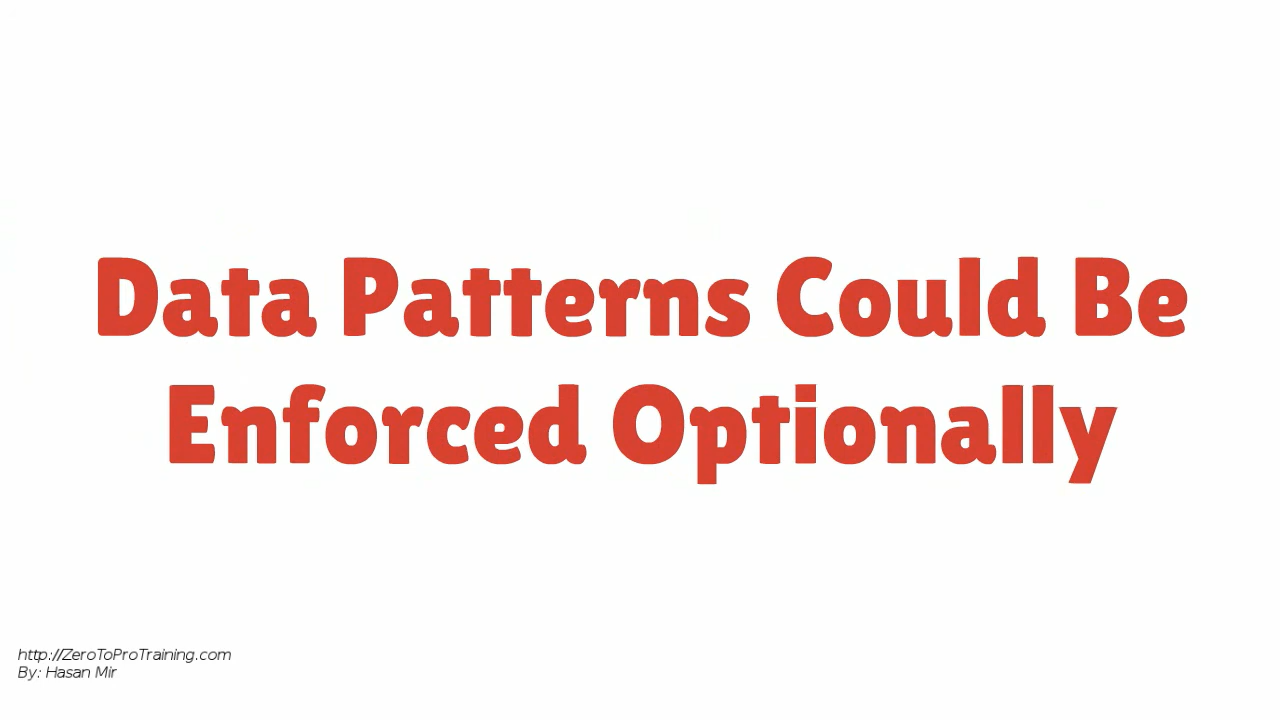 Data Patterns Could Be
Enforced Optionally
http://ZeroToProTraining.com
By: Hasan Mir